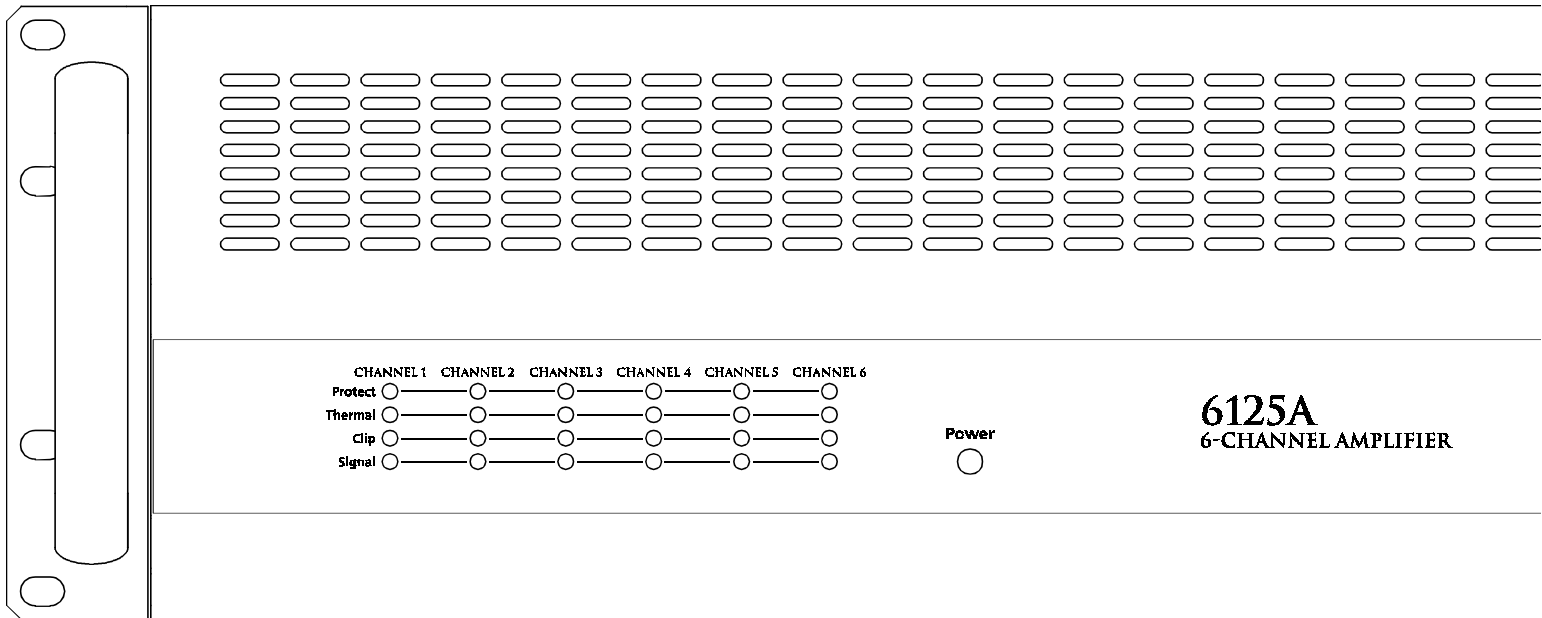 CHANNEL 1 CHANNEL 2 CHANNEL 3 CHANNEL 4 CHANNEL 5 CHANNEL 6
Protect
Thermal
Clip
Signal
Power
6125A
6-CHANNEL AMPLIFIER